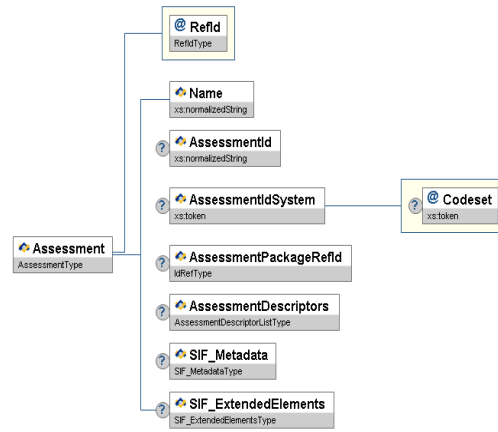 @ RefId
RefIdType
Name
xs:normalizedString
? AssessmentId
xs:normalizedString
? AssessmentIdSystem
xs:token
? @ Codeset
xs:token
Assessment
AssessmentType
? AssessmentPackageRefId
IdRefType
? AssessmentDescriptors
AssessmentDescriptorListType
? SIF_Metadata
SIF_MetadataType
? SIF_ExtendedElements
SIF_ExtendedElementsType